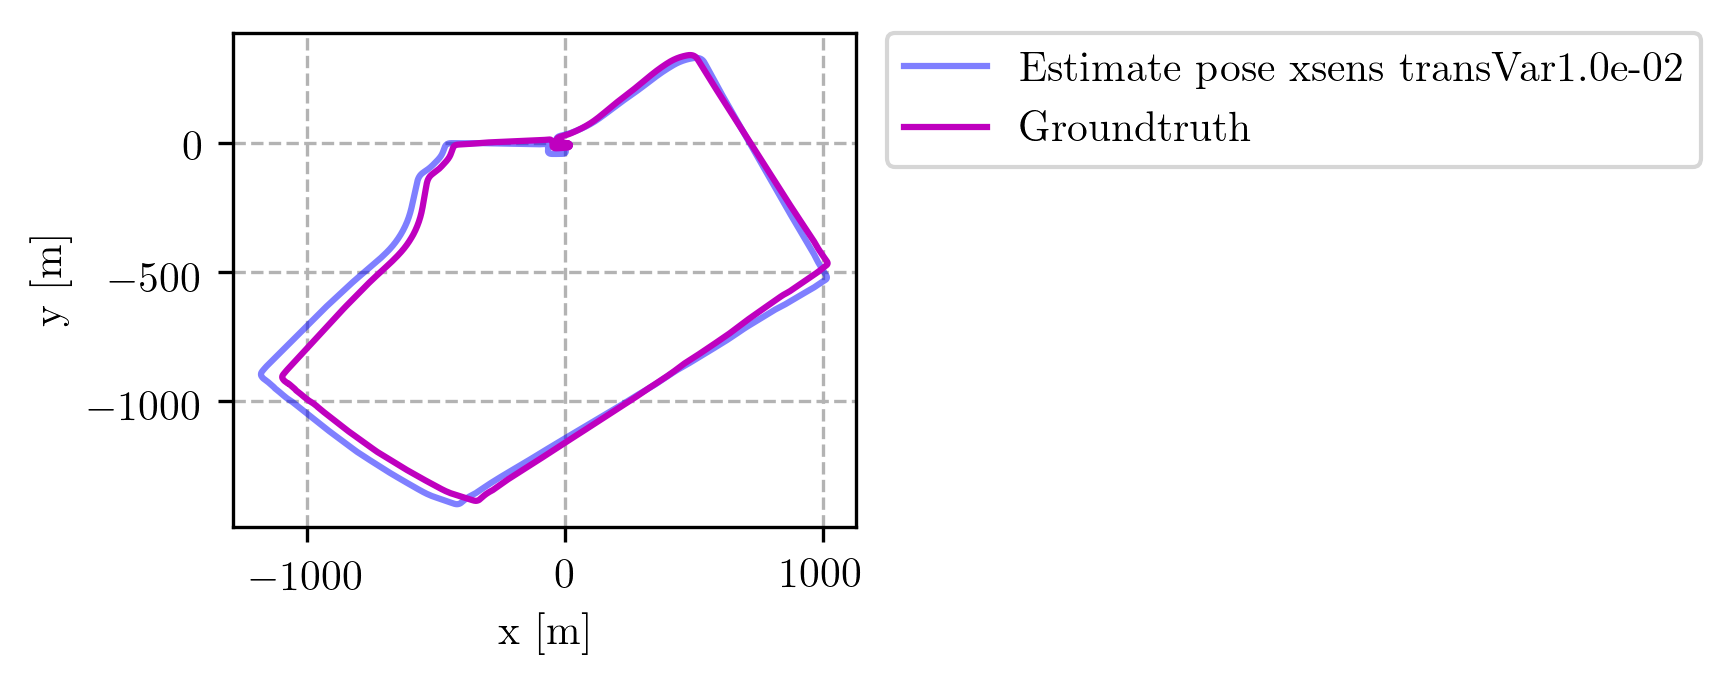 Estimate pose xsens transVar1.0e-02
Groundtruth
0
−500
−1000
y [m]
−1000
0
1000
x [m]